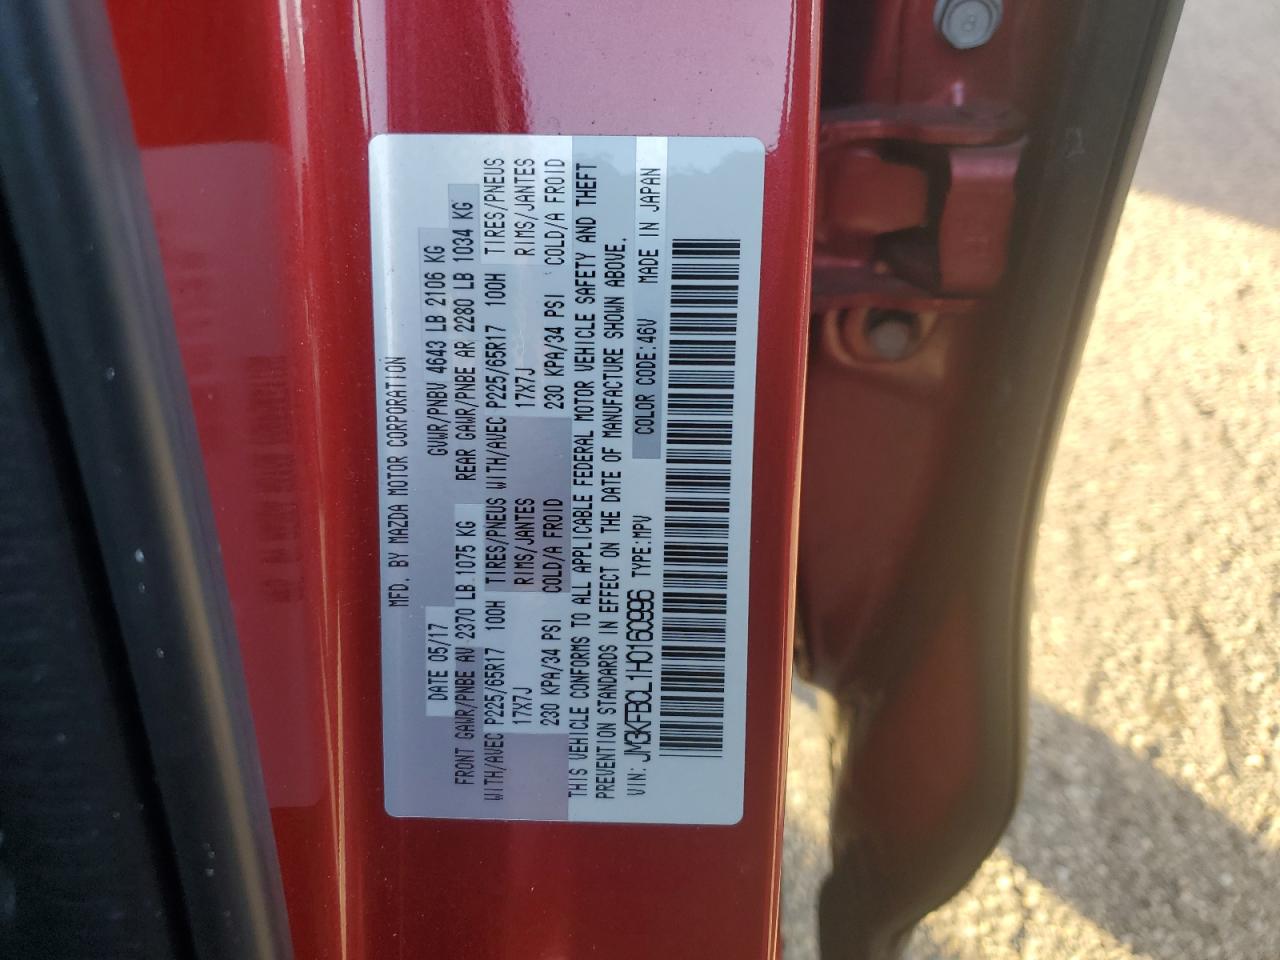 MFD. BY MAZDA MOTOR CORPORATION
DATE 05/17 GVWR/PNBV 4643 LB 2106 KG
FRONT GAWR/PNBE AV 2370 LB 1075 KG REAR GAWR/PNBE AR 2280 LB 1034 KG
WITH/AVEC P225/65R17 100H TIRES/PNEUS WITH/AVEC P225/65R17 100H TIRES/PNEUS
17X7J RIMS/JANTES 17X7J RIMS/JANTES
230 KPA/34 PSI COLD/A FROID 230 KPA/34 PSI COLD/A FROID
THIS VEHICLE CONFORMS TO ALL APPLICABLE FEDERAL MOTOR VEHICLE SAFETY AND THEFT
PREVENTION STANDARDS IN EFFECT ON THE DATE OF MANUFACTURE SHOWN ABOVE.
VIN: JM3KFBCL1H0160996 TYPE:MPV COLOR CODE:46V MADE IN JAPAN
8